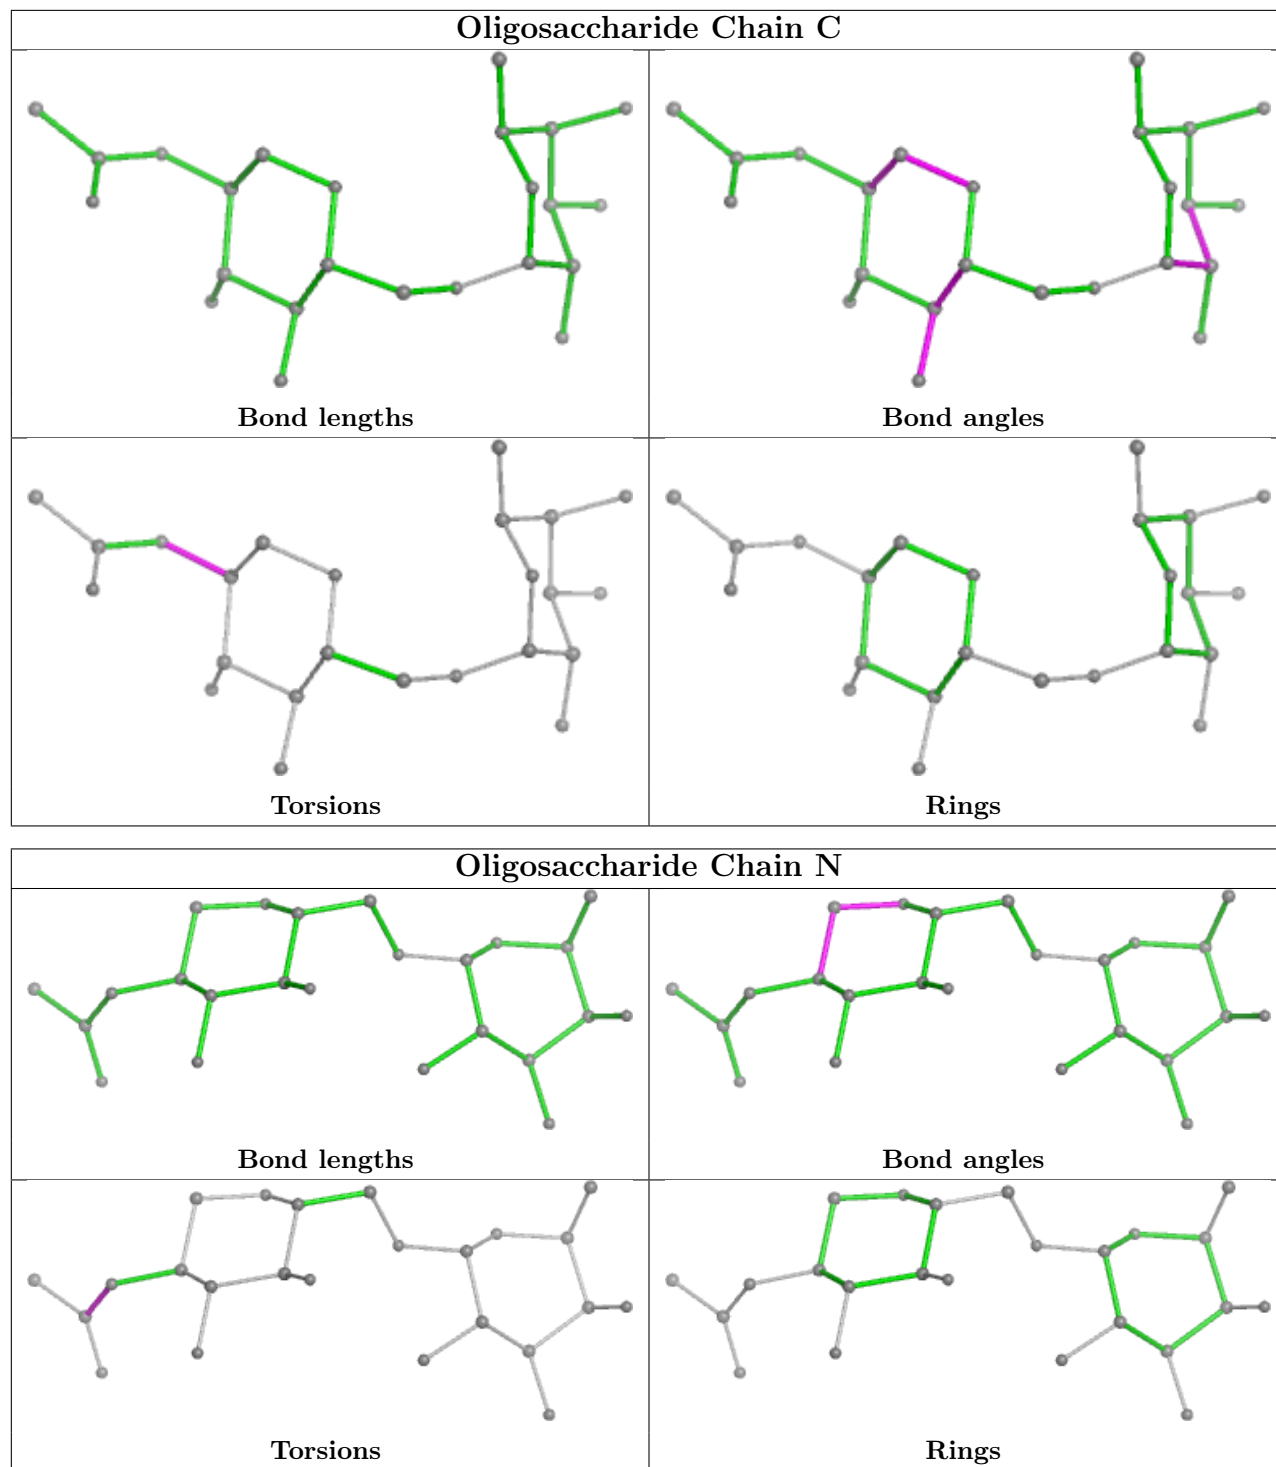 Oligosaccharide Chain C
Bond lengths
Bond angles
Torsions
Rings
Oligosaccharide Chain N
Bond lengths
Bond angles
Torsions
Rings